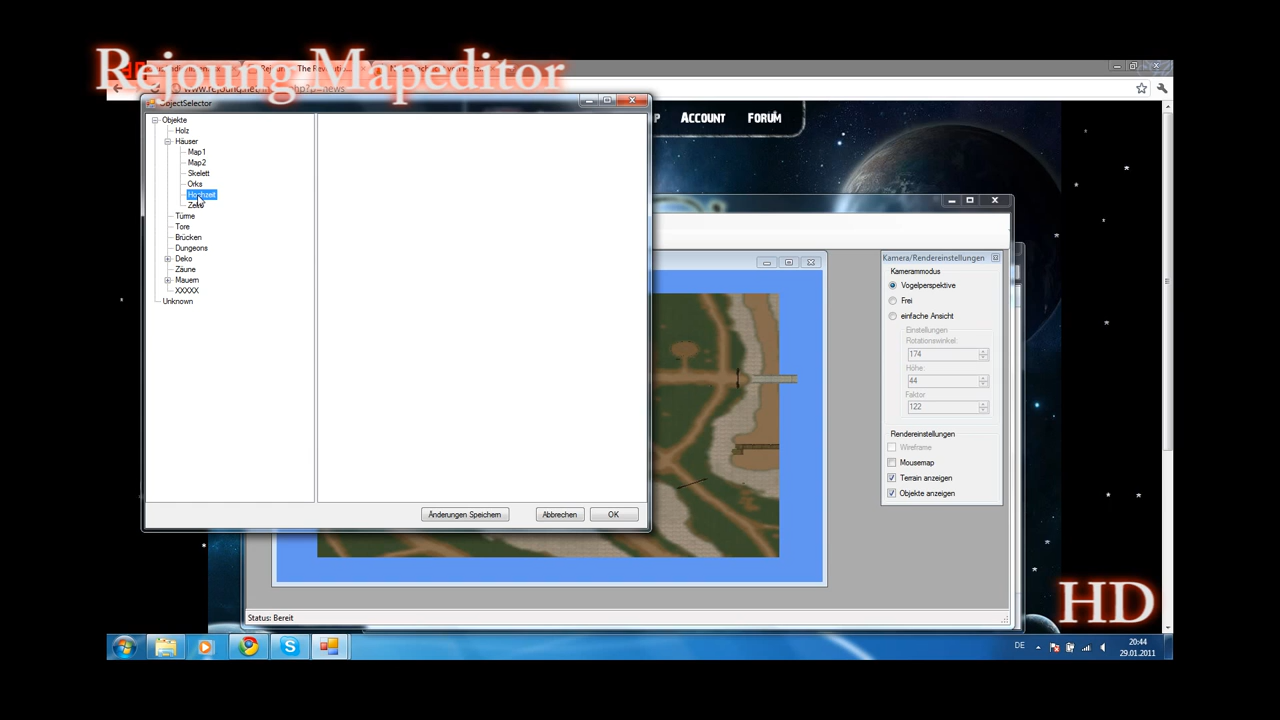 Rejoung Mapeditor
ObjectSelector
Objekte
Holz
Häuser
Map1
Map2
Skelett
Orks
Hochzeit
Türme
Tore
Brücken
Dungeons
Deko
Zäune
Mauern
XXXXX
Unknown
Änderungen Speichern
Abbrechen
OK
Account
Forum
Kamera/Rendereinstellungen
Kameramodus
Vogelperspektive
Frei
einfache Ansicht
Einstellungen
Rotationswinkel:
174
Höhe:
44
Faktor
122
Rendereinstellungen
Wireframe
Mousemap
Terrain anzeigen
Objekte anzeigen
Status: Bereit
HD
DE
20:44
29.01.2011